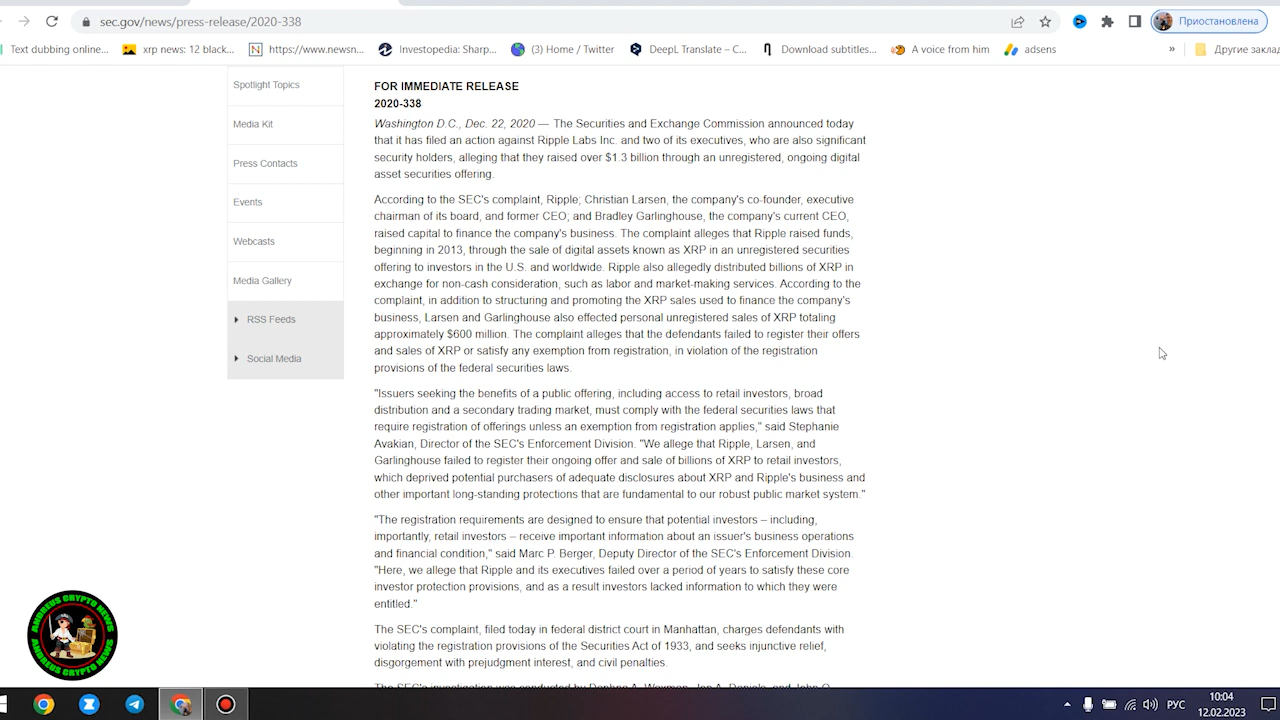 sec.gov/news/press-release/2020-338
Приостановлена
Text dubbing online...
xrp news: 12 black...
https://www.newsn...
Investopedia: Sharp...
(3) Home / Twitter
DeepL Translate – C...
Download subtitles...
A voice from him
adsens
»
Другие заклад
Spotlight Topics
Media Kit
Press Contacts
Events
Webcasts
Media Gallery
RSS Feeds
Social Media
FOR IMMEDIATE RELEASE
2020-338
Washington D.C., Dec. 22, 2020 — The Securities and Exchange Commission announced today
that it has filed an action against Ripple Labs Inc. and two of its executives, who are also significant
security holders, alleging that they raised over $1.3 billion through an unregistered, ongoing digital
asset securities offering.
According to the SEC's complaint, Ripple; Christian Larsen, the company's co-founder, executive
chairman of its board, and former CEO; and Bradley Garlinghouse, the company's current CEO,
raised capital to finance the company's business. The complaint alleges that Ripple raised funds,
beginning in 2013, through the sale of digital assets known as XRP in an unregistered securities
offering to investors in the U.S. and worldwide. Ripple also allegedly distributed billions of XRP in
exchange for non-cash consideration, such as labor and market-making services. According to the
complaint, in addition to structuring and promoting the XRP sales used to finance the company's
business, Larsen and Garlinghouse also effected personal unregistered sales of XRP totaling
approximately $600 million. The complaint alleges that the defendants failed to register their offers
and sales of XRP or satisfy any exemption from registration, in violation of the registration
provisions of the federal securities laws.
"Issuers seeking the benefits of a public offering, including access to retail investors, broad
distribution and a secondary trading market, must comply with the federal securities laws that
require registration of offerings unless an exemption from registration applies," said Stephanie
Avakian, Director of the SEC's Enforcement Division. "We allege that Ripple, Larsen, and
Garlinghouse failed to register their ongoing offer and sale of billions of XRP to retail investors,
which deprived potential purchasers of adequate disclosures about XRP and Ripple's business and
other important long-standing protections that are fundamental to our robust public market system."
"The registration requirements are designed to ensure that potential investors – including,
importantly, retail investors – receive important information about an issuer's business operations
and financial condition," said Marc P. Berger, Deputy Director of the SEC's Enforcement Division.
"Here, we allege that Ripple and its executives failed over a period of years to satisfy these core
investor protection provisions, and as a result investors lacked information to which they were
entitled."
The SEC's complaint, filed today in federal district court in Manhattan, charges defendants with
violating the registration provisions of the Securities Act of 1933, and seeks injunctive relief,
disgorgement with prejudgment interest, and civil penalties.
The SEC's investigation was conducted by Daphna A. Waxman, Jon A. Daniels, and John O.
ANDREUS CRYPTO NEWS
ANDREUS CRYPTO NEWS
РУС
10:04
12.02.2023